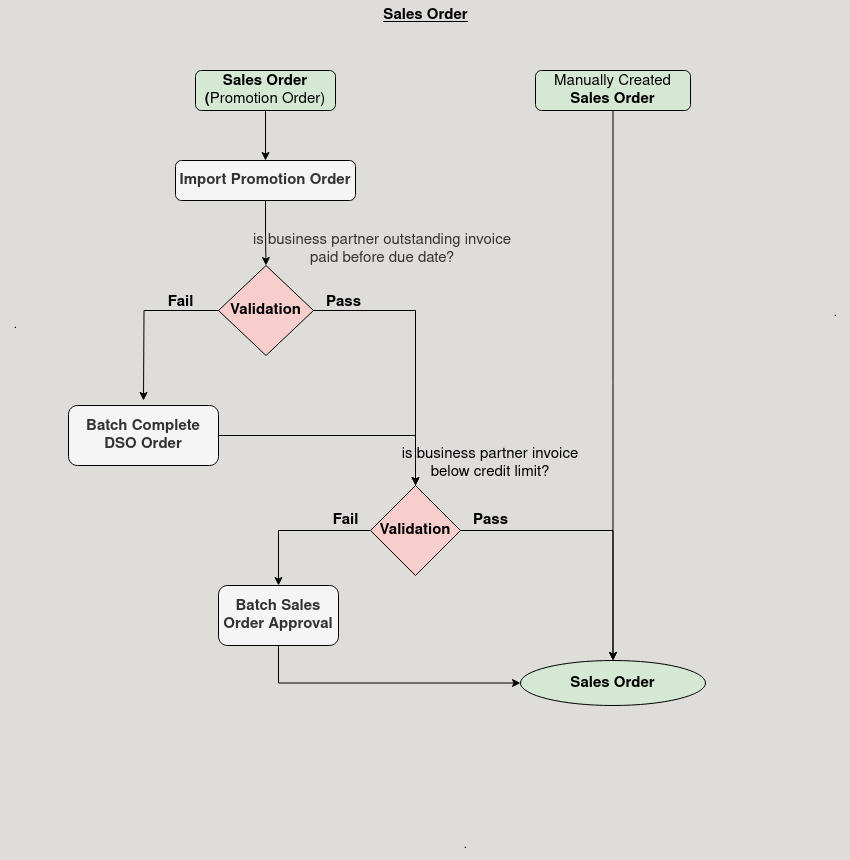 Sales Order
Sales Order
(Promotion Order)
Manually Created
Sales Order
Import Promotion Order
is business partner outstanding invoice
paid before due date?
Fail
Validation
Pass
Batch Complete
DSO Order
is business partner invoice
below credit limit?
Fail
Validation
Pass
Batch Sales
Order Approval
Sales Order